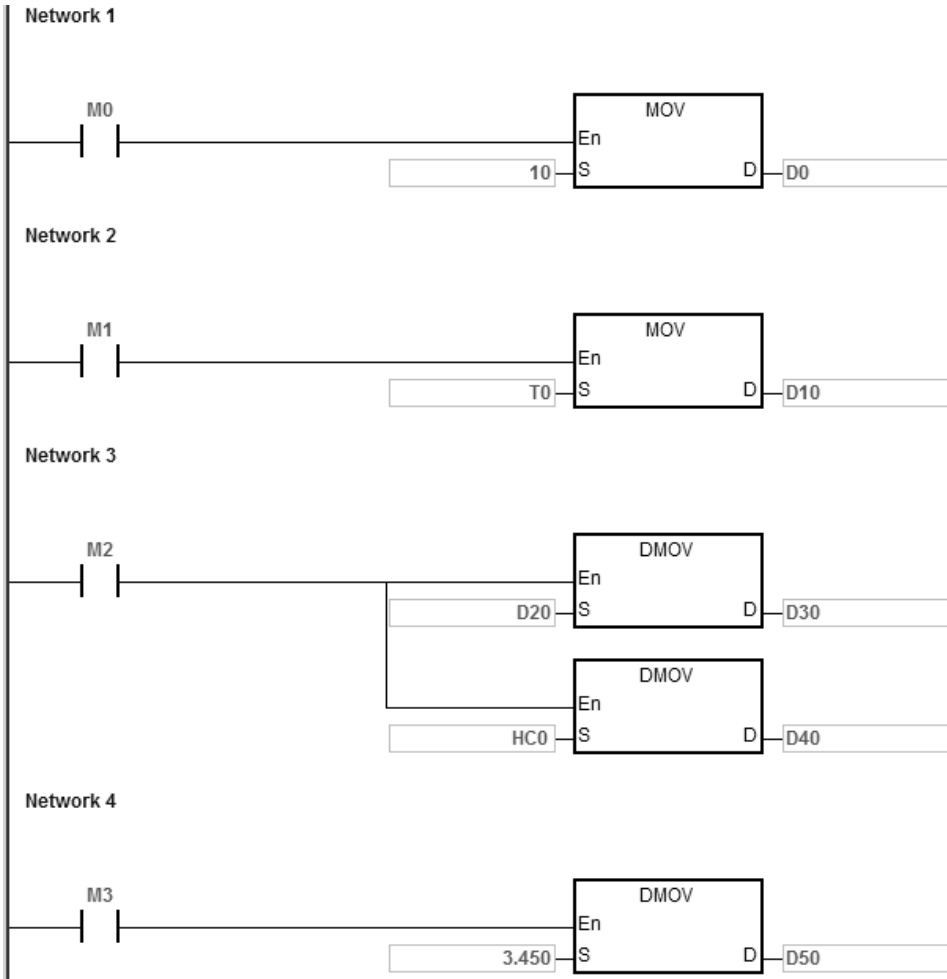 Network 1
M0
MOV
En
10 S D D0
Network 2
M1
MOV
En
T0 S D D10
Network 3
M2
DMOV
En
D20 S D D30
DMOV
En
HC0 S D D40
Network 4
M3
DMOV
En
3.450 S D D50